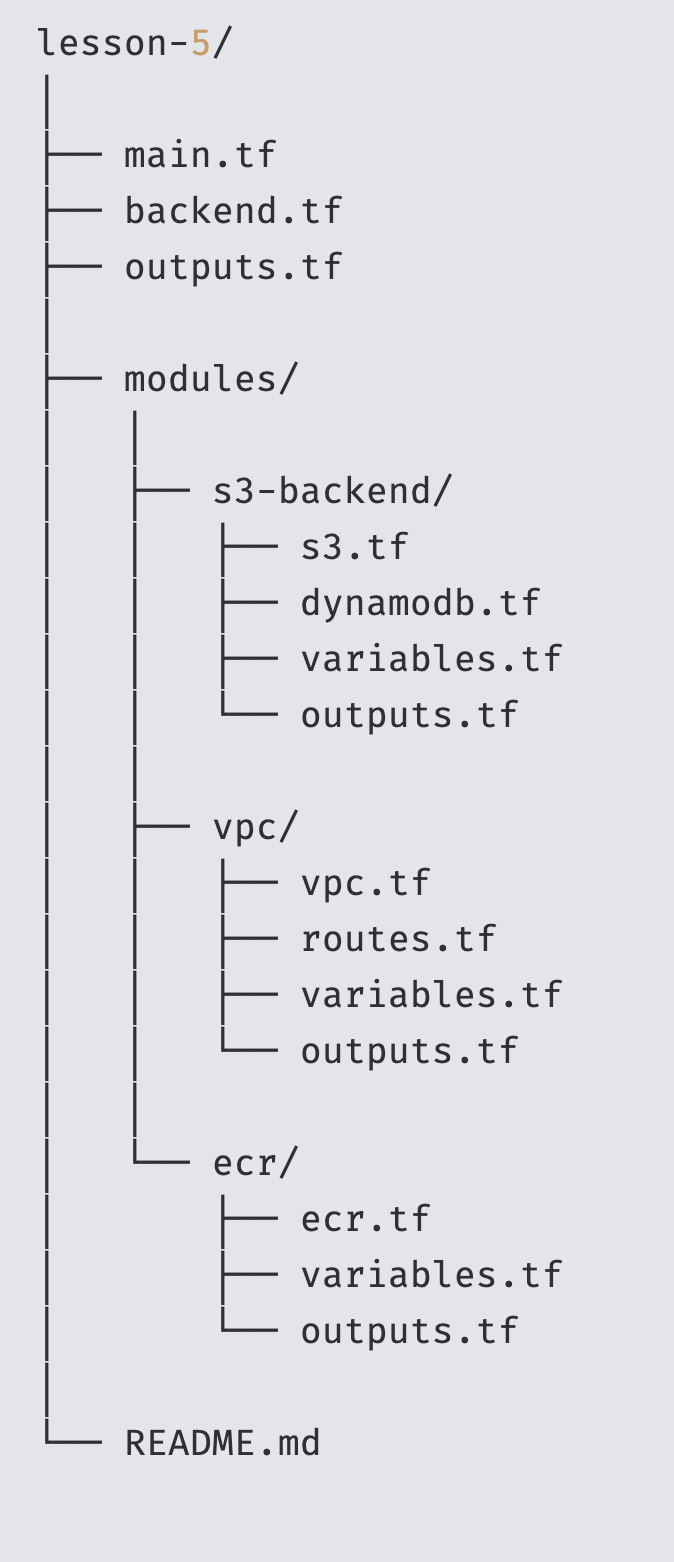 lesson-5/
│
├── main.tf
├── backend.tf
├── outputs.tf
│
├── modules/
│   │
│   ├── s3-backend/
│   │   ├── s3.tf
│   │   ├── dynamodb.tf
│   │   ├── variables.tf
│   │   └── outputs.tf
│   │
│   ├── vpc/
│   │   ├── vpc.tf
│   │   ├── routes.tf
│   │   ├── variables.tf
│   │   └── outputs.tf
│   │
│   └── ecr/
│       ├── ecr.tf
│       ├── variables.tf
│       └── outputs.tf
│
└── README.md